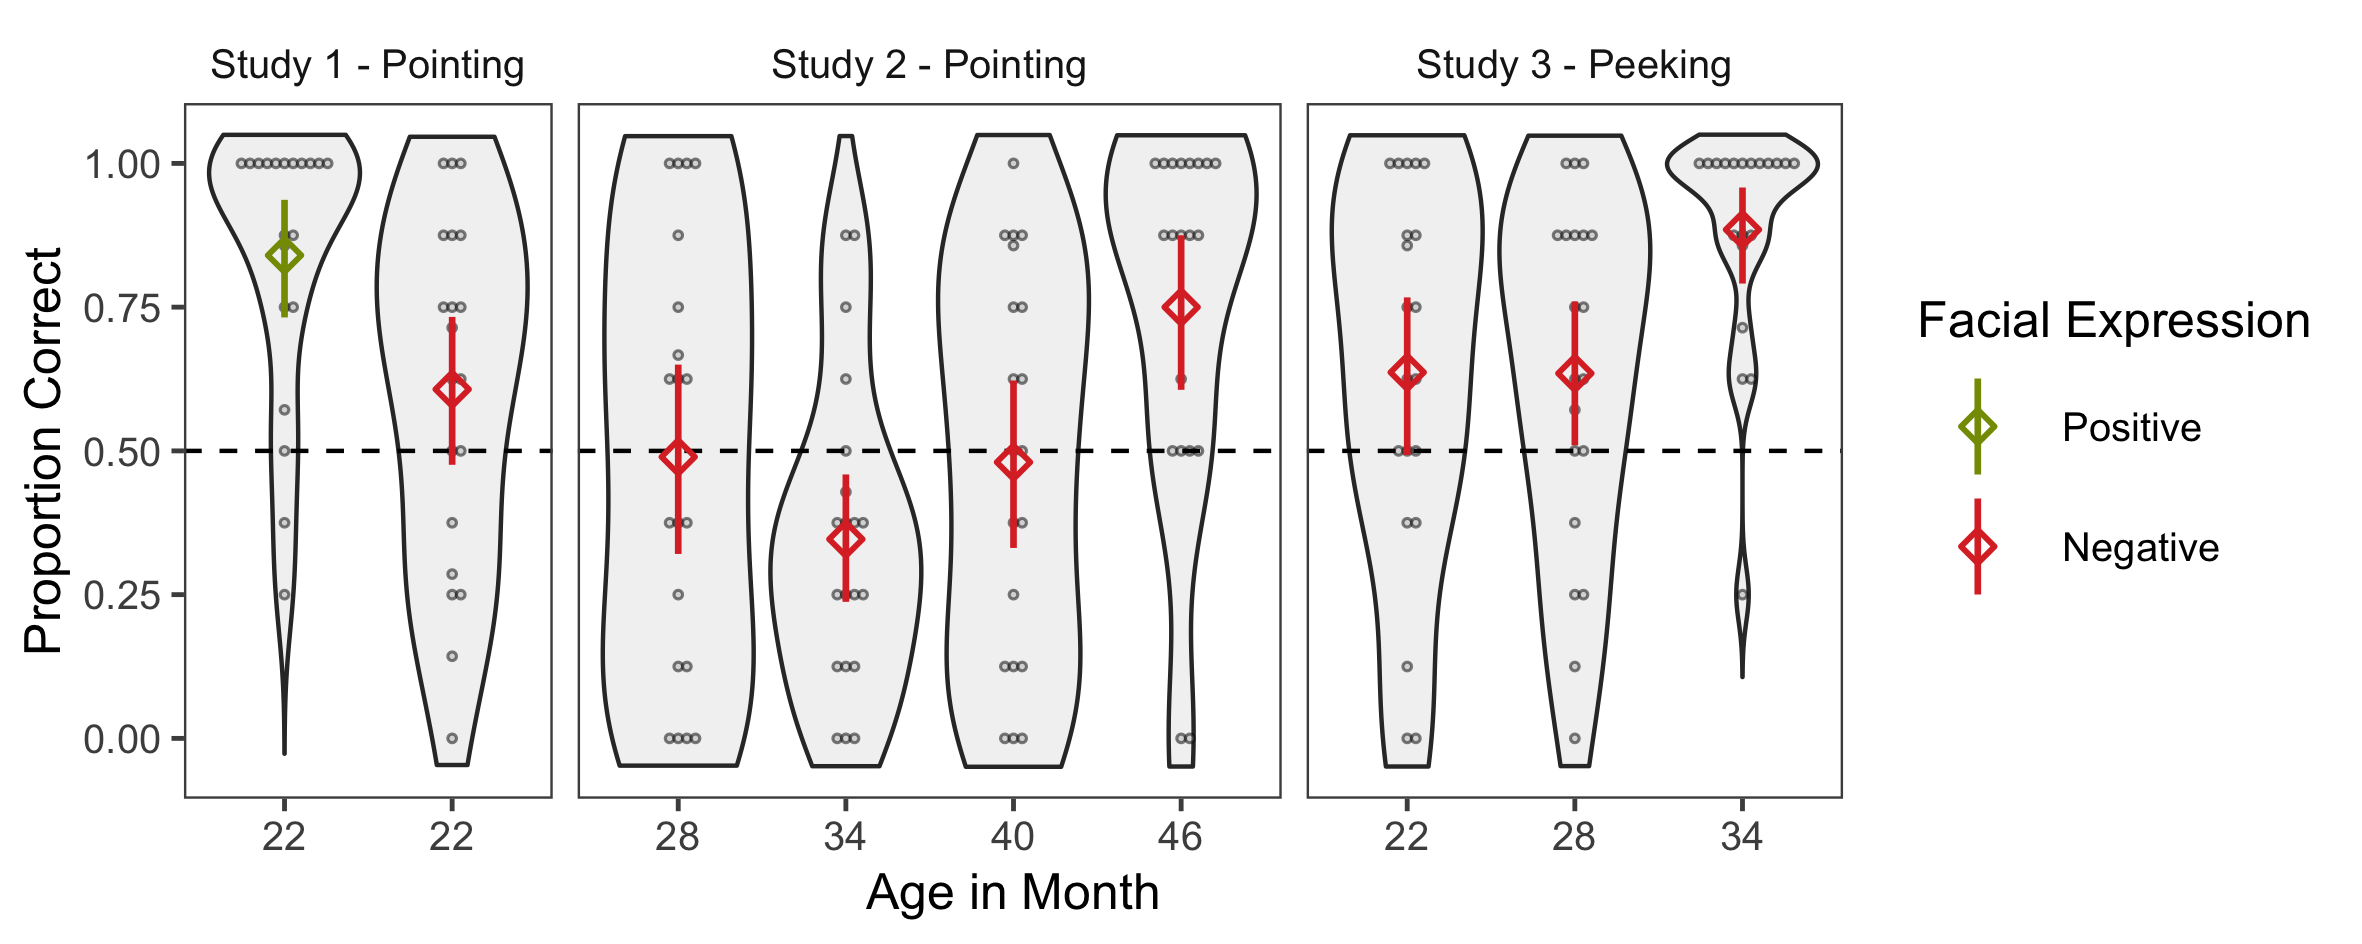 Study 1 - Pointing
Study 2 - Pointing
Study 3 - Peeking
Proportion Correct
1.00
0.75
0.50
0.25
0.00
22 22 28 34 40 46 22 28 34
Age in Month
Facial Expression
Positive
Negative